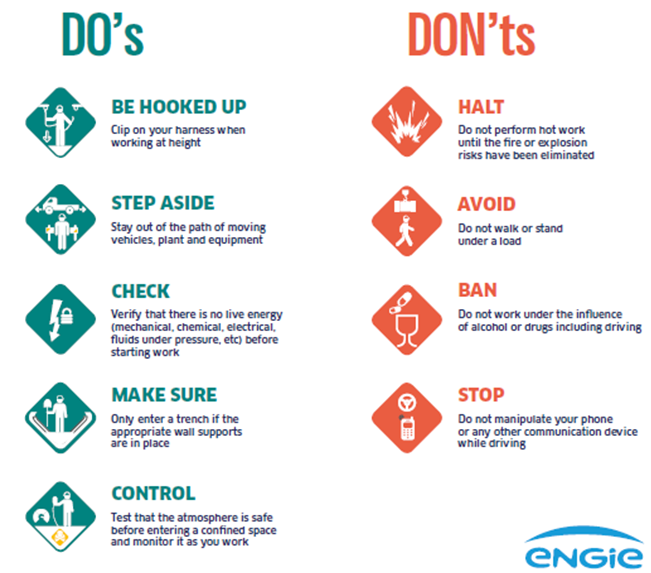 DO's
BE HOOKED UP
Clip on your harness when
working at height
STEP ASIDE
Stay out of the path of moving
vehicles, plant and equipment
CHECK
Verify that there is no live energy
(mechanical, chemical, electrical,
fluids under pressure, etc) before
starting work
MAKE SURE
Only enter a trench if the
appropriate wall supports
are in place
CONTROL
Test that the atmosphere is safe
before entering a confined space
and monitor it as you work
DON'ts
HALT
Do not perform hot work
until the fire or explosion
risks have been eliminated
AVOID
Do not walk or stand
under a load
BAN
Do not work under the influence
of alcohol or drugs including driving
STOP
Do not manipulate your phone
or any other communication device
while driving
ENGIE